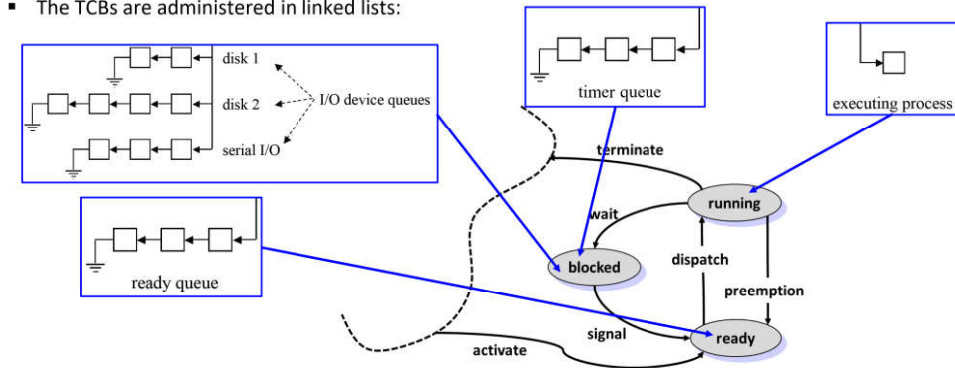 ▪ The TCBs are administered in linked lists:
disk 1
disk 2
I/O device queues
serial I/O
timer queue
executing process
terminate
running
wait
ready queue
blocked
dispatch
preemption
signal
ready
activate